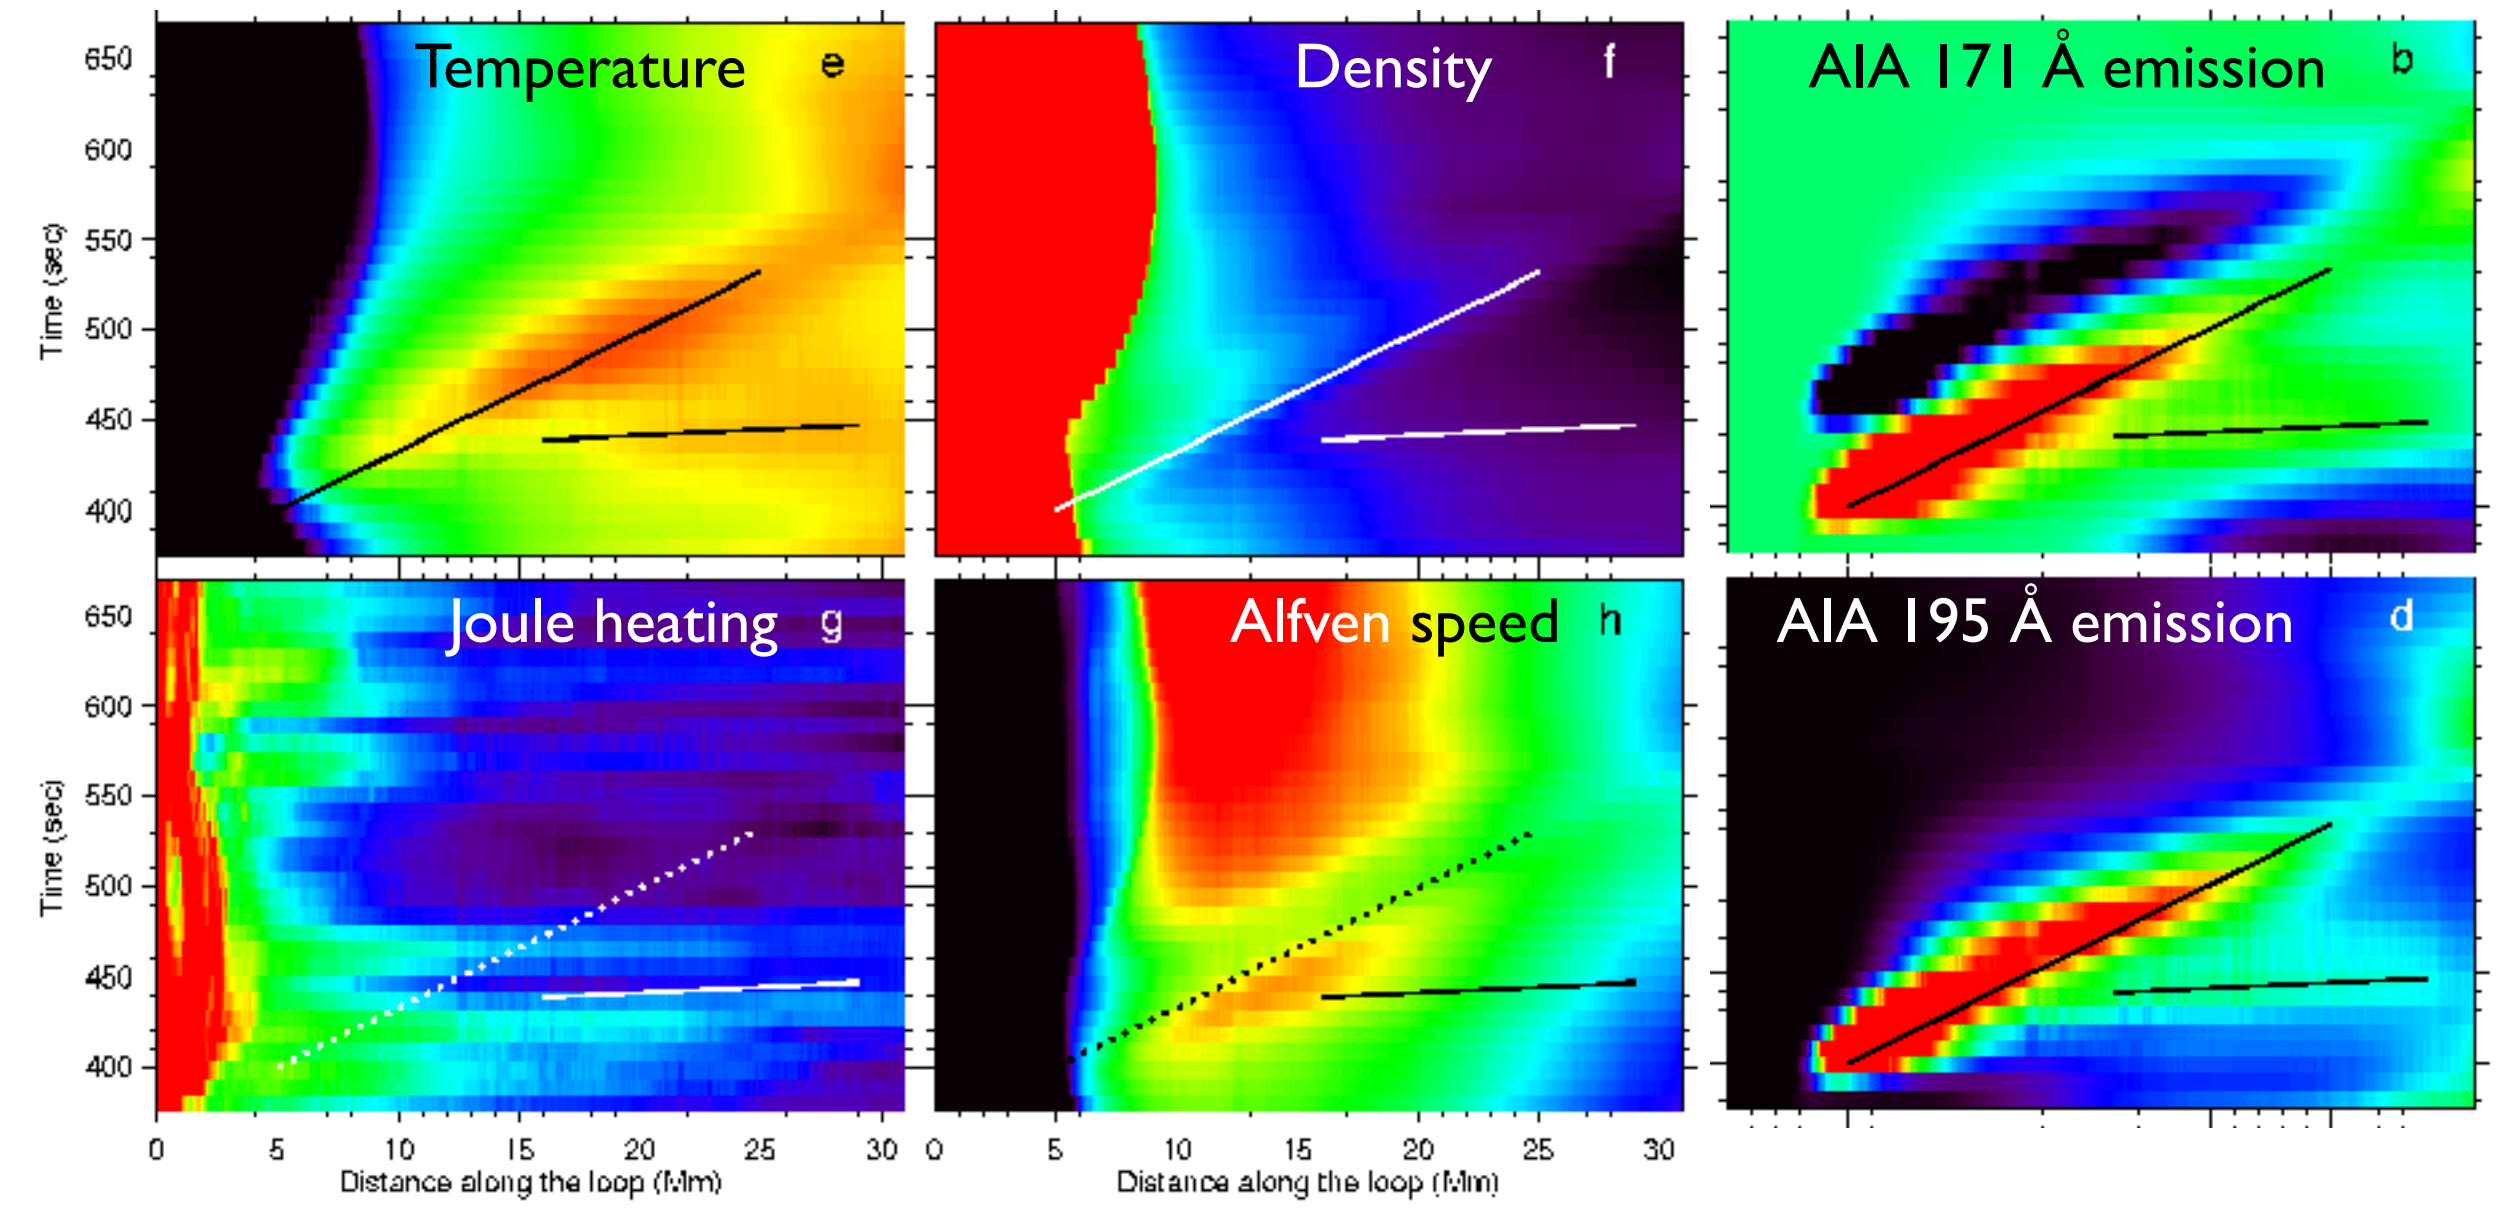 Temperature e
Density f
AIA 171 Å emission b
650
600
550
500
450
400
Time (sec)
Joule heating g
Alfven speed h
AIA 195 Å emission d
650
600
550
500
450
400
Time (sec)
0 5 10 15 20 25 30
0 5 10 15 20 25 30
Distance along the loop (Mm)
Distance along the loop (Mm)